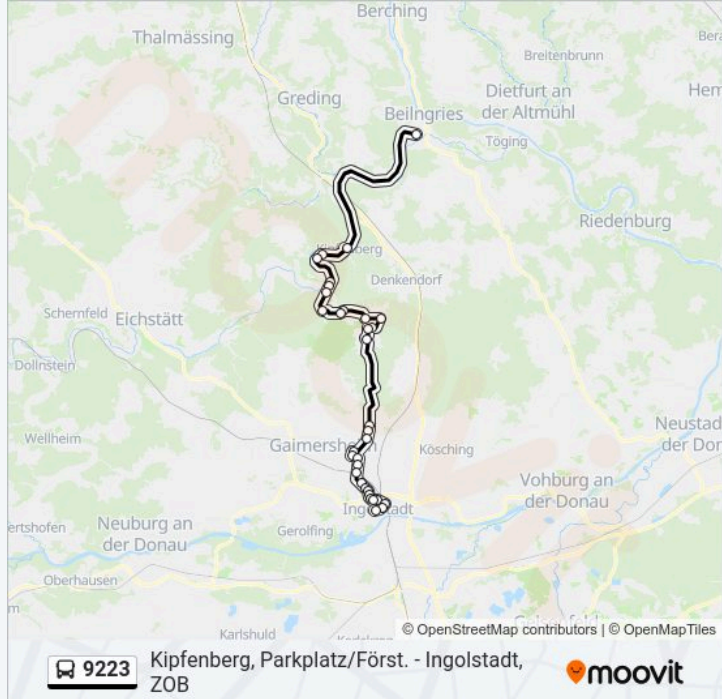 Berching
Thalmässing
Breitenbrunn
Greding
Dietfurt an
der Altmühl
Beilngries
Töging
Riedenburg
Denkendorf
Schernfeld
Eichstätt
Dollnstein
Wellheim
Gaimersheim
Kösching
Neustadt
Vohburg an
der Donau
Neuburg an
der Donau
Gerolfing
Ingolstadt
Oberhausen
Karlshuld
© OpenStreetMap contributors | © OpenMapTiles
9223
Kipfenberg, Parkplatz/Först. - Ingolstadt,
ZOB
moovit